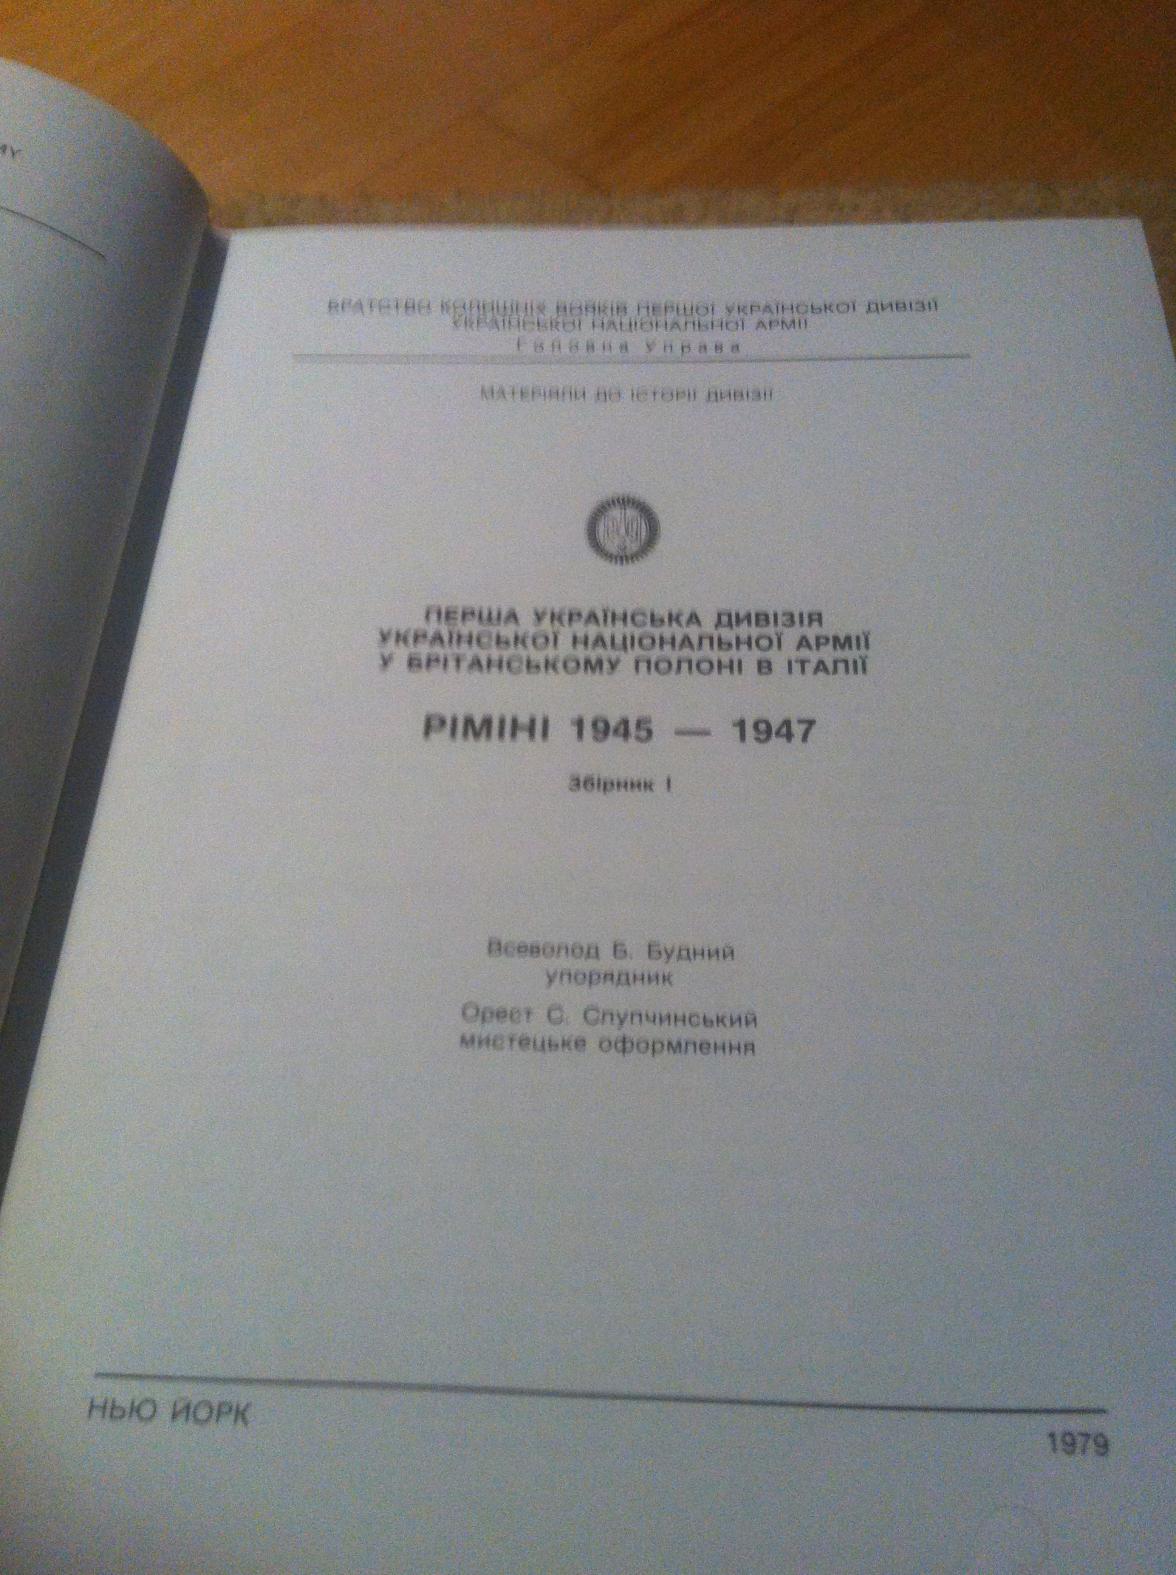 БРАТСТВО КОЛИШНІХ ВОЯКІВ ПЕРШОЇ УКРАЇНСЬКОЇ ДИВІЗІЇ
УКРАЇНСЬКОЇ НАЦІОНАЛЬНОЇ АРМІЇ
Головна Управа
МАТЕРІЯЛИ ДО ІСТОРІЇ ДИВІЗІЇ
ПЕРША УКРАЇНСЬКА ДИВІЗІЯ
УКРАЇНСЬКОЇ НАЦІОНАЛЬНОЇ АРМІЇ
У БРІТАНСЬКОМУ ПОЛОНІ В ІТАЛІЇ
РІМІНІ 1945 — 1947
Збірник I
Всеволод Б. Будний
упорядник
Орест С. Слупчинський
мистецьке оформлення
НЬЮ ЙОРК
1979